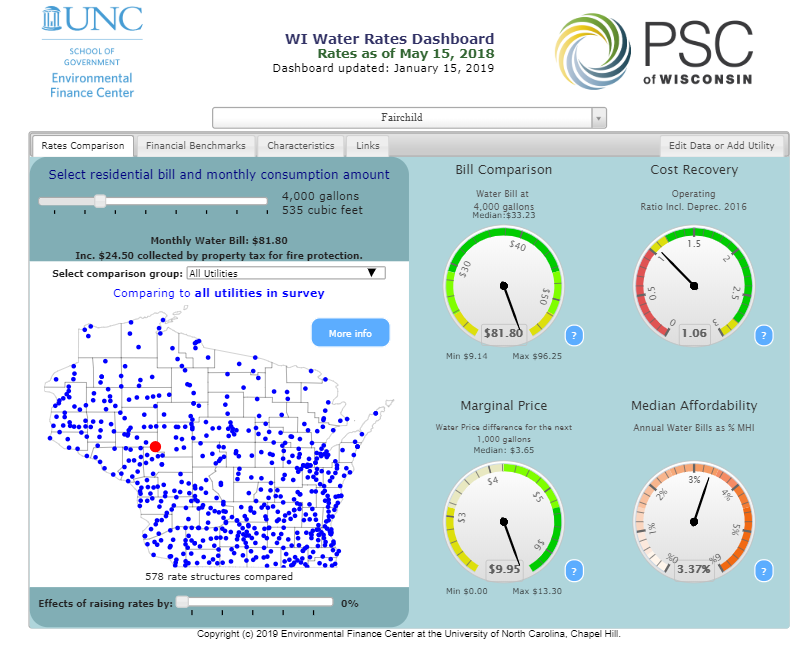 UNC
SCHOOL OF
GOVERNMENT
Environmental
Finance Center
WI Water Rates Dashboard
Rates as of May 15, 2018
Dashboard updated: January 15, 2019
PSC
of WISCONSIN
Fairchild
Rates Comparison
Financial Benchmarks
Characteristics
Links
Edit Data or Add Utility
Select residential bill and monthly consumption amount
4,000 gallons
535 cubic feet
Monthly Water Bill: $81.80
Inc. $24.50 collected by property tax for fire protection.
Select comparison group: All Utilities
Comparing to all utilities in survey
More info
578 rate structures compared
Effects of raising rates by: 0%
Bill Comparison
Water Bill at
4,000 gallons
Median:$33.23
$30
$40
$50
$81.80
?
Min $9.14 Max $96.25
Cost Recovery
Operating
Ratio Incl. Deprec. 2016
0
0.5
1
1.5
2
2.5
3
1.06
?
Marginal Price
Water Price difference for the next
1,000 gallons
Median: $3.65
$3
$4
$5
$6
$9.95
?
Min $0.00 Max $13.30
Median Affordability
Annual Water Bills as % MHI
0%
1%
2%
3%
4%
5%
6%
3.37%
?
Copyright (c) 2019 Environmental Finance Center at the University of North Carolina, Chapel Hill.